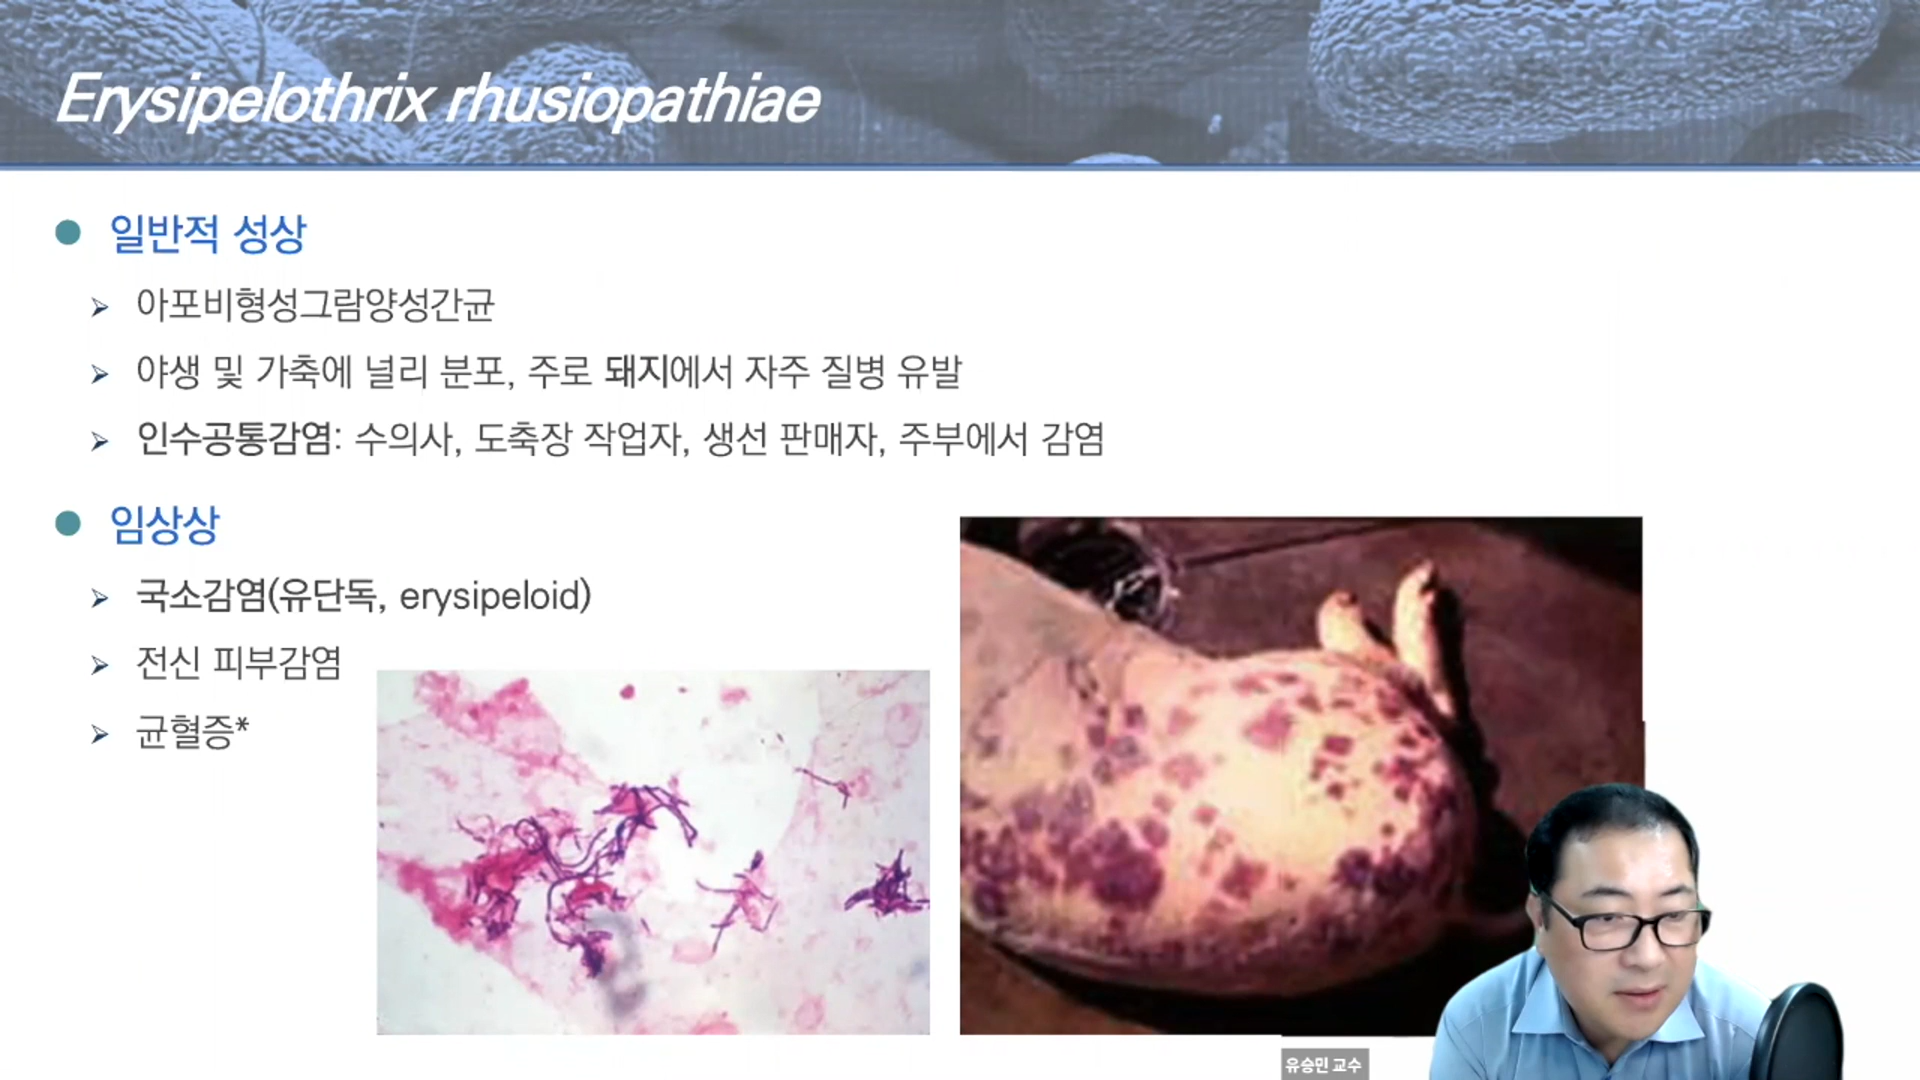 Erysipelothrix rhusiopathiae
일반적 성상
아포비형성그람양성간균
야생 및 가축에 널리 분포, 주로 돼지에서 자주 질병 유발
인수공통감염: 수의사, 도축장 작업자, 생선 판매자, 주부에서 감염
임상상
국소감염(유단독, erysipeloid)
전신 피부감염
균혈증*
유승민 교수